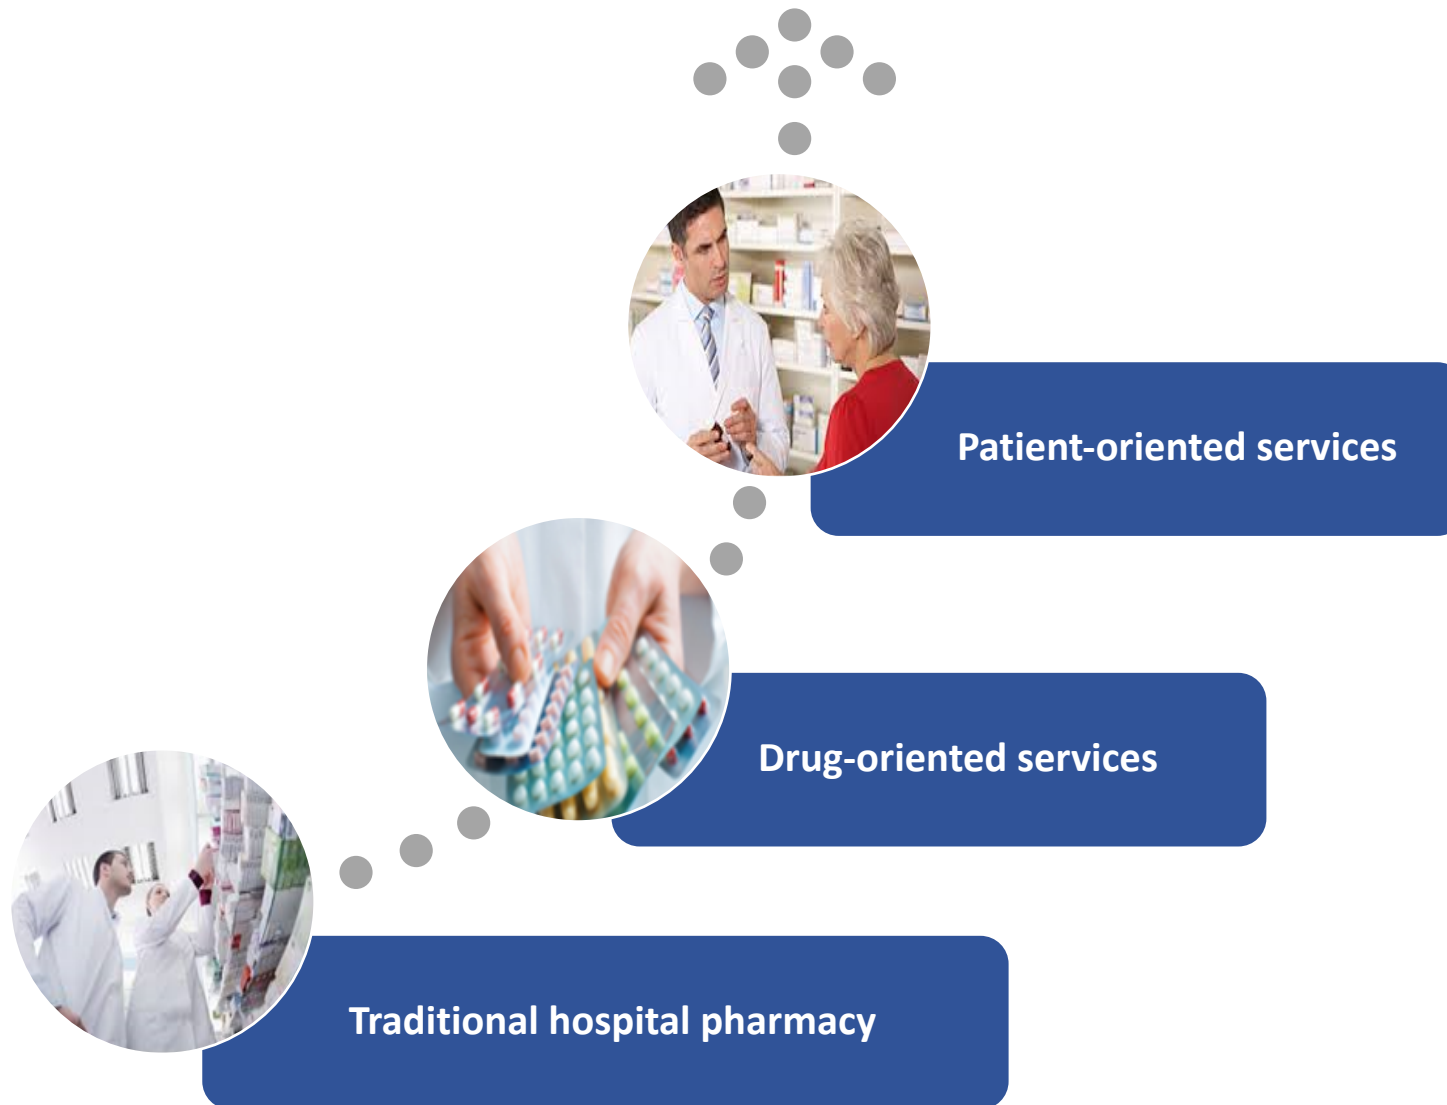 Patient-oriented services
Drug-oriented services
Traditional hospital pharmacy